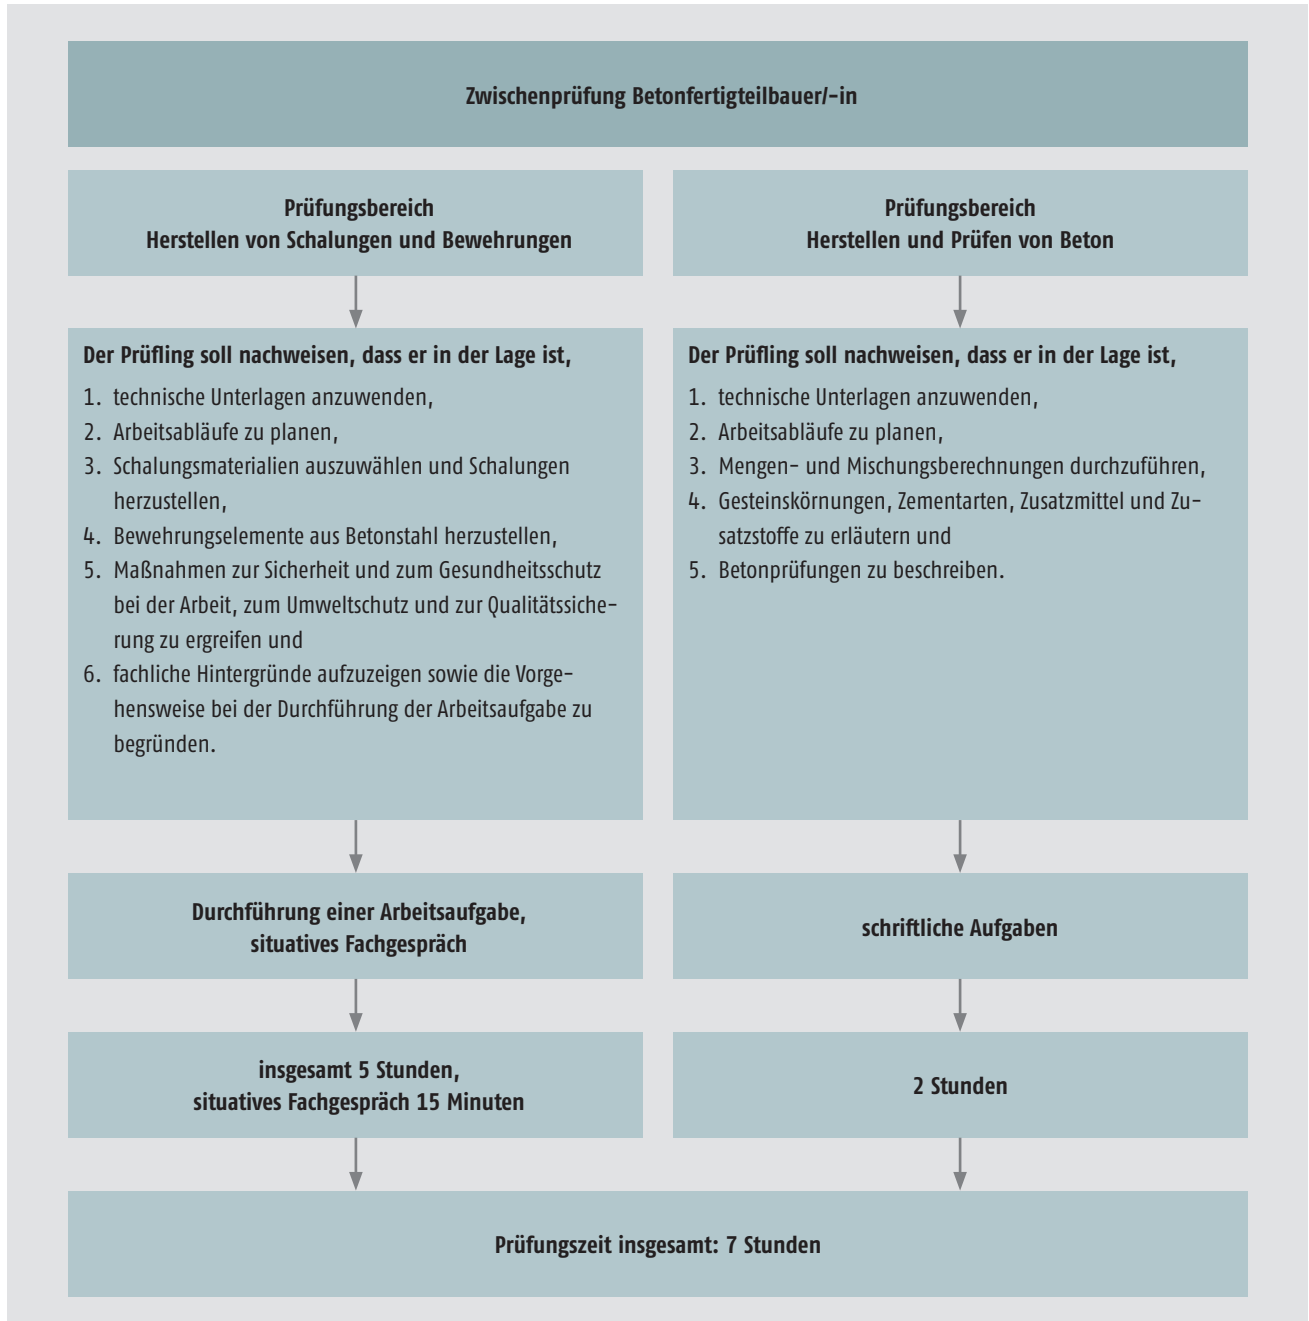 Zwischenprüfung Betonfertigteilbauer/-in
Prüfungsbereich
Herstellen von Schalungen und Bewehrungen
Prüfungsbereich
Herstellen und Prüfen von Beton
Der Prüfling soll nachweisen, dass er in der Lage ist,
1. technische Unterlagen anzuwenden,
2. Arbeitsabläufe zu planen,
3. Schalungsmaterialien auszuwählen und Schalungen
herzustellen,
4. Bewehrungselemente aus Betonstahl herzustellen,
5. Maßnahmen zur Sicherheit und zum Gesundheitsschutz
bei der Arbeit, zum Umweltschutz und zur Qualitätssiche-
rung zu ergreifen und
6. fachliche Hintergründe aufzuzeigen sowie die Vorge-
hensweise bei der Durchführung der Arbeitsaufgabe zu
begründen.
Der Prüfling soll nachweisen, dass er in der Lage ist,
1. technische Unterlagen anzuwenden,
2. Arbeitsabläufe zu planen,
3. Mengen- und Mischungsberechnungen durchzuführen,
4. Gesteinskörnungen, Zementarten, Zusatzmittel und Zu-
satzstoffe zu erläutern und
5. Betonprüfungen zu beschreiben.
Durchführung einer Arbeitsaufgabe,
situatives Fachgespräch
schriftliche Aufgaben
insgesamt 5 Stunden,
situatives Fachgespräch 15 Minuten
2 Stunden
Prüfungszeit insgesamt: 7 Stunden